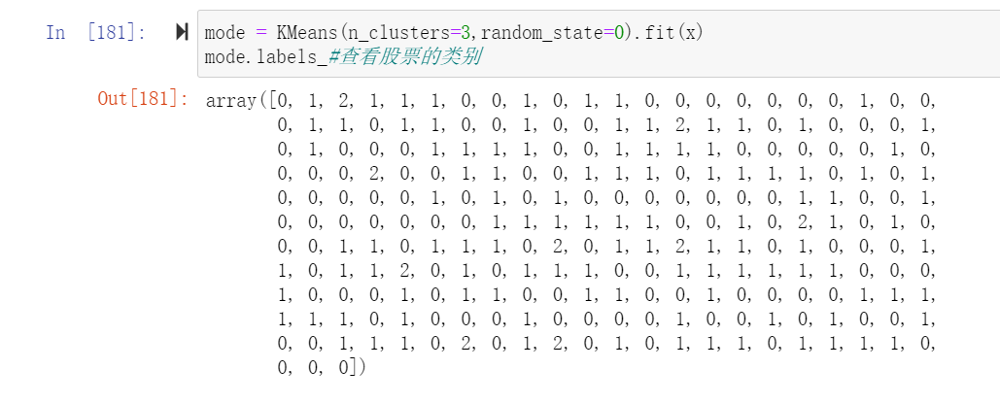 In [181]: mode = KMeans(n_clusters=3,random_state=0).fit(x)
mode.labels_#查看股票的类别
Out[181]: array([0, 1, 2, 1, 1, 1, 0, 0, 1, 0, 1, 1, 0, 0, 0, 0, 0, 0, 0, 1, 0, 0,
0, 1, 1, 0, 1, 1, 0, 0, 1, 0, 0, 1, 1, 2, 1, 1, 0, 1, 0, 0, 0, 1,
0, 1, 0, 0, 0, 1, 1, 1, 1, 0, 0, 1, 1, 1, 1, 0, 0, 0, 0, 0, 1, 0,
0, 0, 0, 2, 0, 0, 1, 1, 0, 0, 1, 1, 1, 0, 1, 1, 1, 1, 0, 1, 0, 1,
0, 0, 0, 0, 0, 1, 0, 1, 0, 1, 0, 0, 0, 0, 0, 0, 0, 1, 1, 0, 0, 1,
0, 0, 0, 0, 0, 0, 0, 1, 1, 1, 1, 1, 1, 0, 0, 1, 0, 2, 1, 0, 1, 0,
0, 0, 1, 1, 0, 1, 1, 1, 0, 2, 0, 1, 1, 2, 1, 1, 0, 1, 0, 0, 0, 1,
1, 0, 1, 1, 2, 0, 1, 0, 1, 1, 1, 0, 0, 1, 1, 1, 1, 1, 1, 0, 0, 0,
1, 0, 0, 0, 1, 0, 1, 1, 0, 0, 1, 1, 0, 0, 1, 0, 0, 0, 0, 1, 1, 1,
1, 1, 1, 0, 1, 0, 0, 0, 1, 0, 0, 0, 0, 1, 0, 0, 1, 0, 1, 0, 0, 1,
0, 0, 1, 1, 1, 0, 2, 0, 1, 2, 0, 1, 0, 1, 1, 1, 0, 1, 1, 1, 1, 0,
0, 0, 0])